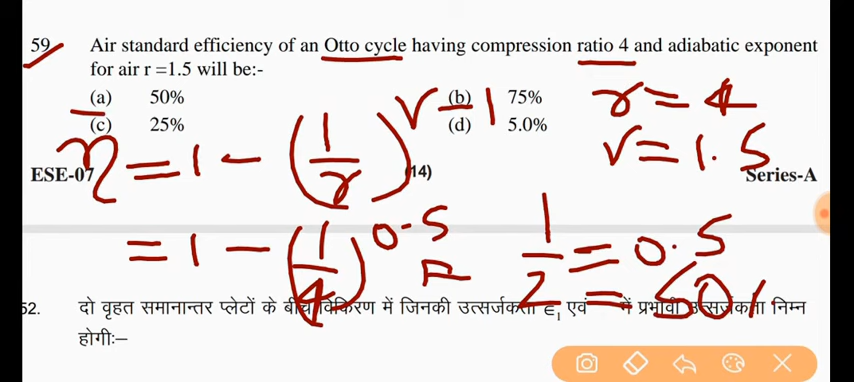 59. Air standard efficiency of an Otto cycle having compression ratio 4 and adiabatic exponent
for air r =1.5 will be:-
(a) 50% (b) 75%
(c) 25% (d) 5.0%
r = 4
γ = 1.5
η = 1 - (1/r)^γ-1
ESE-07 (14) Series-A
= 1 - (1/4)^0.5 = 1/2 = 0.5
= 50%
52. दो वृहत समानान्तर प्लेटों के बीच विकिरण में जिनकी उत्सर्जकता ∈₁ एवं में प्रभावी उत्सर्जकता निम्न
होगीः–